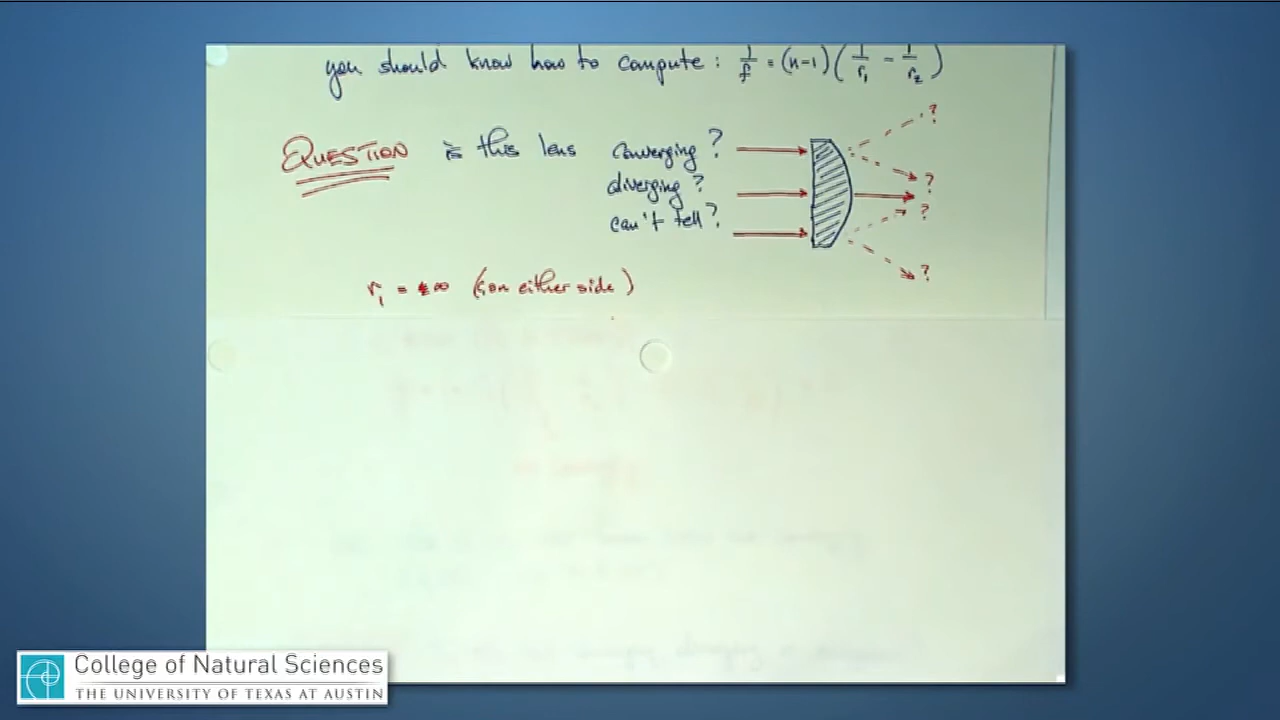 you should know how to compute: 1/f = (n-1)(1/r₁ - 1/r₂)
QUESTION is this lens converging?
diverging?
can't tell?
?
?
?
?
r₁ = ∞ (on either side)
College of Natural Sciences
THE UNIVERSITY OF TEXAS AT AUSTIN